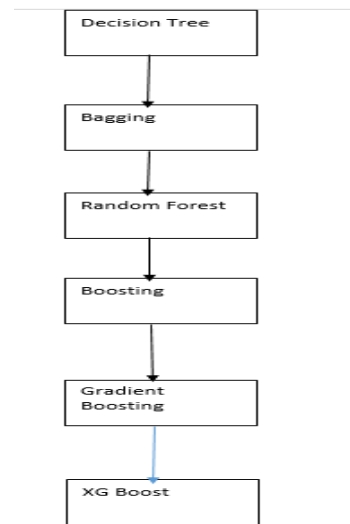 Decision Tree
Bagging
Random Forest
Boosting
Gradient
Boosting
XG Boost